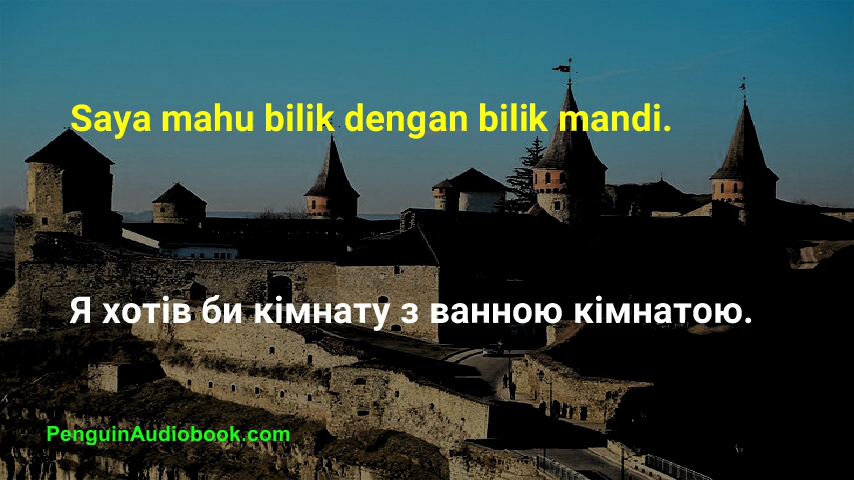 Saya mahu bilik dengan bilik mandi.
Я хотів би кімнату з ванною кімнатою.
PenguinAudiobook.com